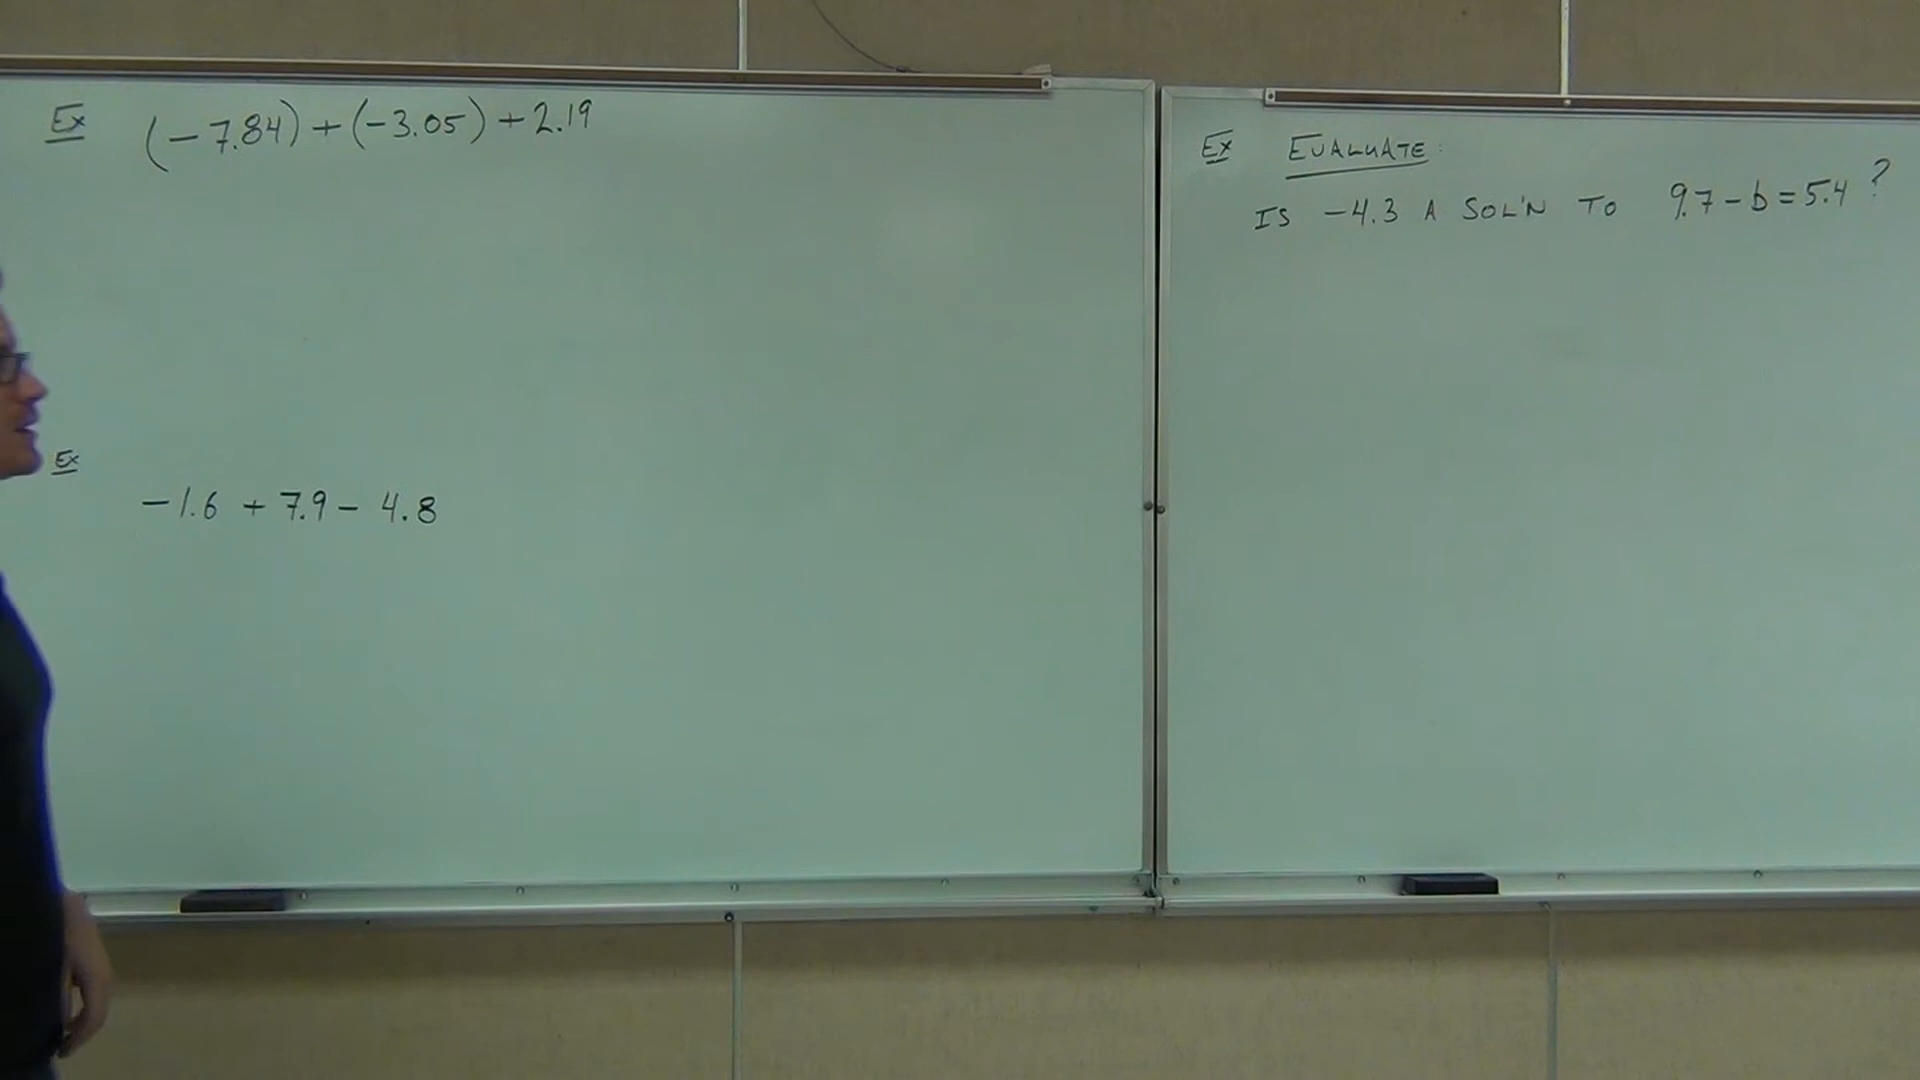 Ex (-7.84) + (-3.05) + 2.19
Ex
-1.6 + 7.9 - 4.8
Ex EVALUATE:
IS -4.3 A SOL'N TO 9.7 - b = 5.4 ?